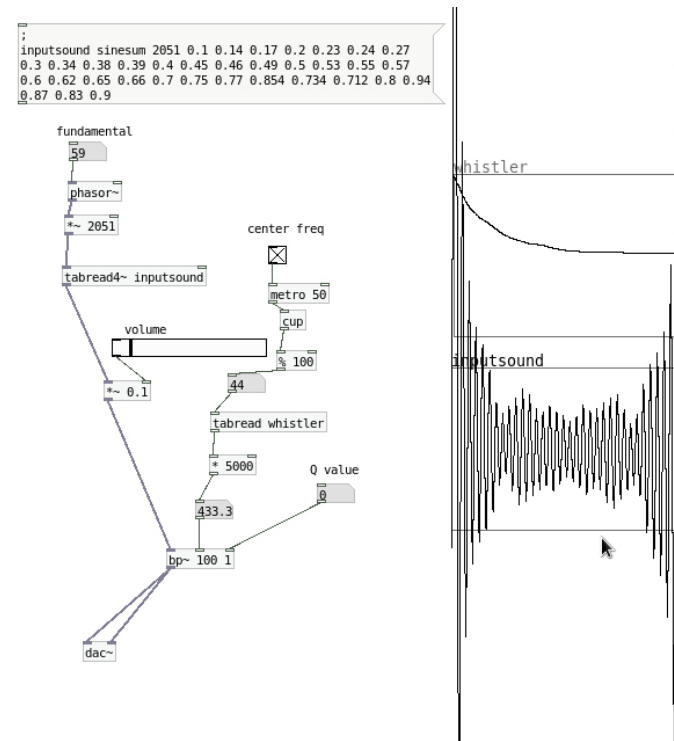 ;
inputsound sinesum 2051 0.1 0.14 0.17 0.2 0.23 0.24 0.27
0.3 0.34 0.38 0.39 0.4 0.45 0.46 0.49 0.5 0.53 0.55 0.57
0.6 0.62 0.65 0.66 0.7 0.75 0.77 0.854 0.734 0.712 0.8 0.94
0.87 0.83 0.9
fundamental
59
phasor~
*~ 2051
tabread4~ inputsound
volume
*~ 0.1
center freq
metro 50
cup
% 100
44
tabread whistler
* 5000
433.3
Q value
0
bp~ 100 1
dac~
whistler
inputsound